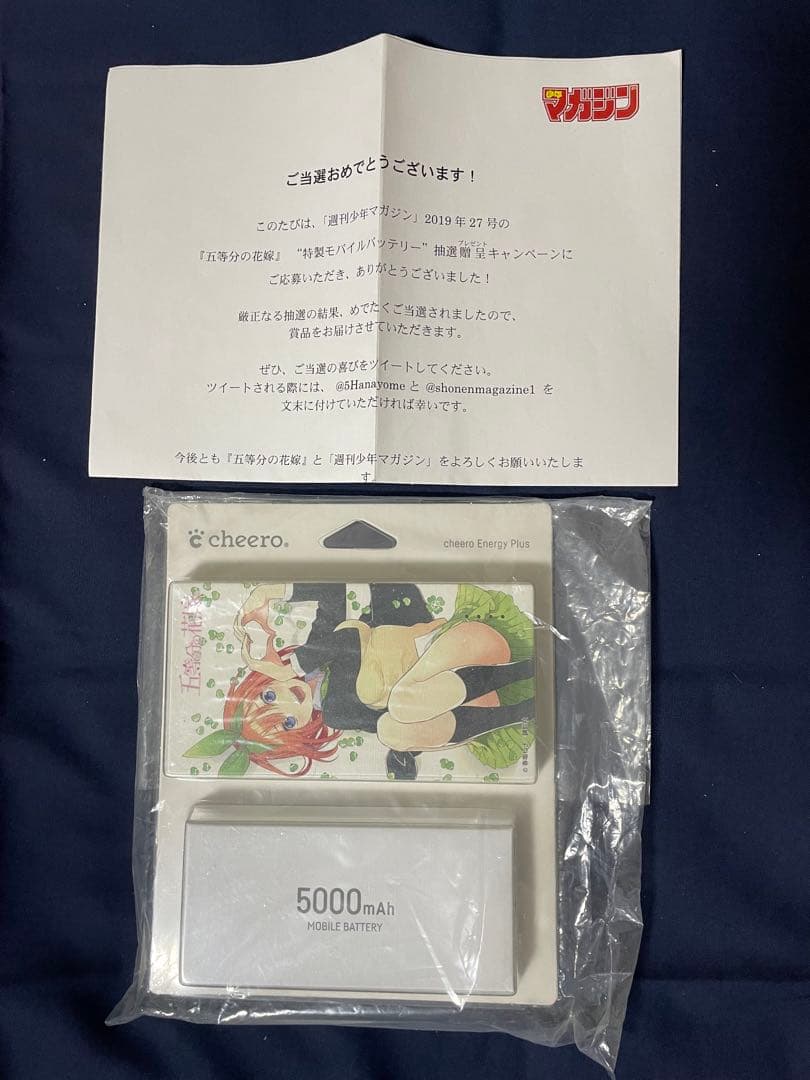 少年
マガジン
ご当選おめでとうございます！
このたびは、「週刊少年マガジン」2019年27号の
プレゼント
『五等分の花嫁』 “特製モバイルバッテリー” 抽選贈呈キャンペーンに
ご応募いただき、ありがとうございました！
厳正なる抽選の結果、めでたくご当選されましたので、
賞品をお届けさせていただきます。
ぜひ、ご当選の喜びをツイートしてください。
ツイートされる際には、 @5Hanayome と @shonenmagazine1 を
文末に付けていただければ幸いです。
今後とも『五等分の花嫁』と「週刊少年マガジン」をよろしくお願いいたしま
す。
cheero.
cheero Energy Plus
五等分の花嫁
5000mAh
MOBILE BATTERY